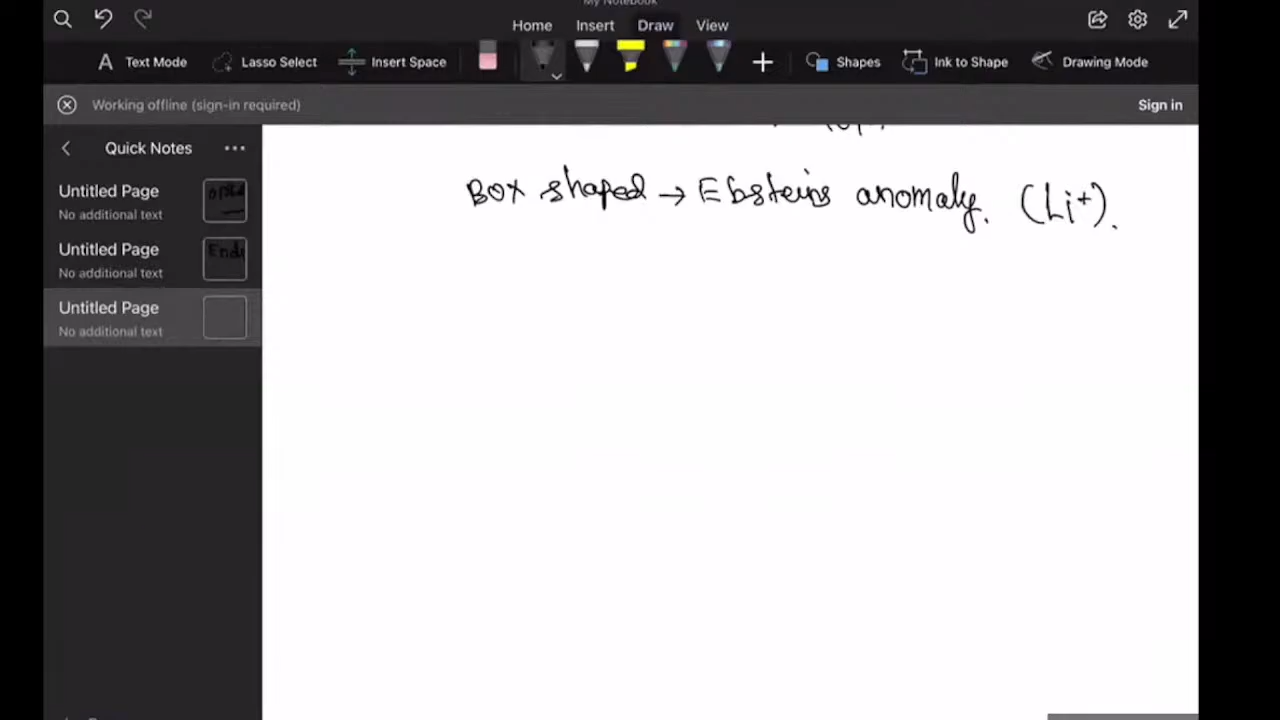 My Notebook
Home Insert Draw View
Text Mode Lasso Select Insert Space Shapes Ink to Shape Drawing Mode
Working offline (sign-in required) Sign in
Quick Notes
Untitled Page
No additional text
Untitled Page
No additional text
Untitled Page
No additional text
Box shaped → Ebsteins anomaly. (Li+).